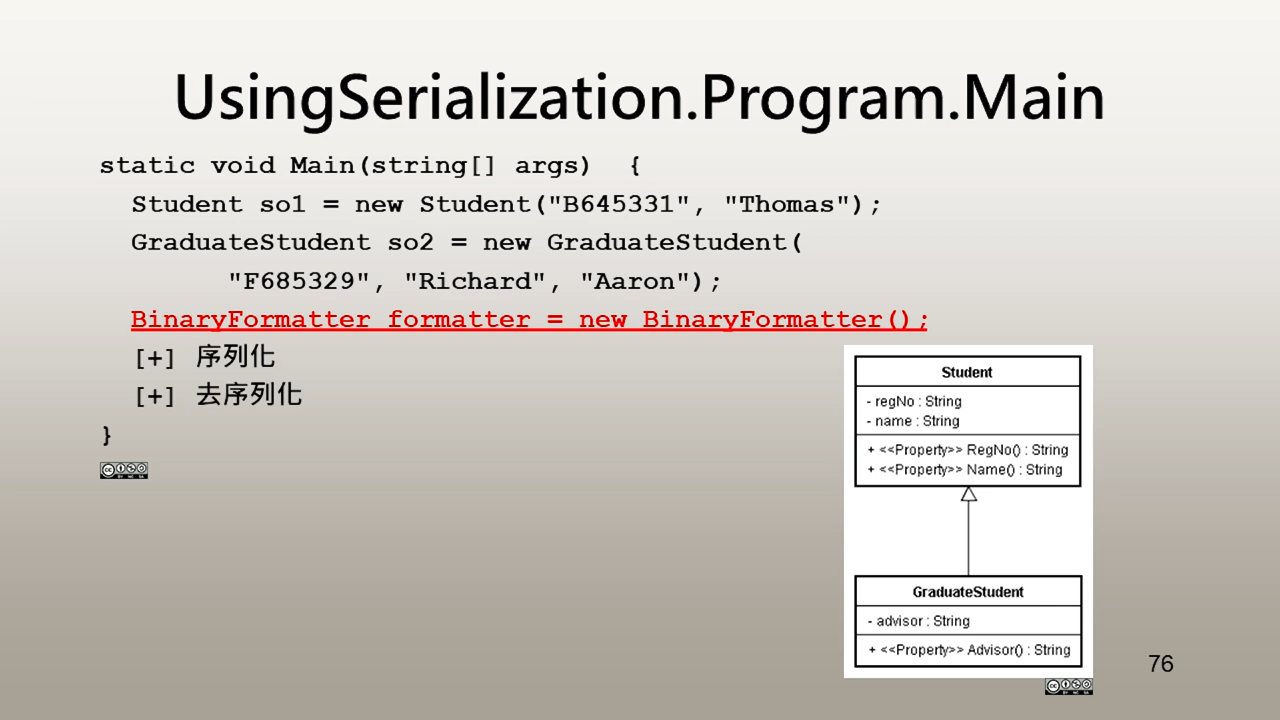 UsingSerialization.Program.Main
static void Main(string[] args)  {
Student so1 = new Student("B645331", "Thomas");
GraduateStudent so2 = new GraduateStudent(
"F685329", "Richard", "Aaron");
BinaryFormatter formatter = new BinaryFormatter();
[+] 序列化
[+] 去序列化
}
Student
- regNo : String
- name : String
+ <<Property>> RegNo() : String
+ <<Property>> Name() : String
GraduateStudent
- advisor : String
+ <<Property>> Advisor() : String
76